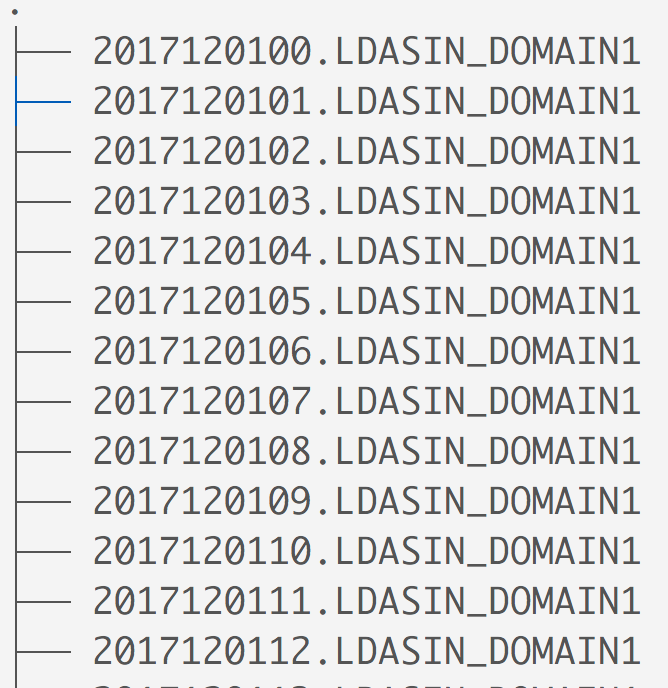 .
2017120100.LDASIN_DOMAIN1
2017120101.LDASIN_DOMAIN1
2017120102.LDASIN_DOMAIN1
2017120103.LDASIN_DOMAIN1
2017120104.LDASIN_DOMAIN1
2017120105.LDASIN_DOMAIN1
2017120106.LDASIN_DOMAIN1
2017120107.LDASIN_DOMAIN1
2017120108.LDASIN_DOMAIN1
2017120109.LDASIN_DOMAIN1
2017120110.LDASIN_DOMAIN1
2017120111.LDASIN_DOMAIN1
2017120112.LDASIN_DOMAIN1